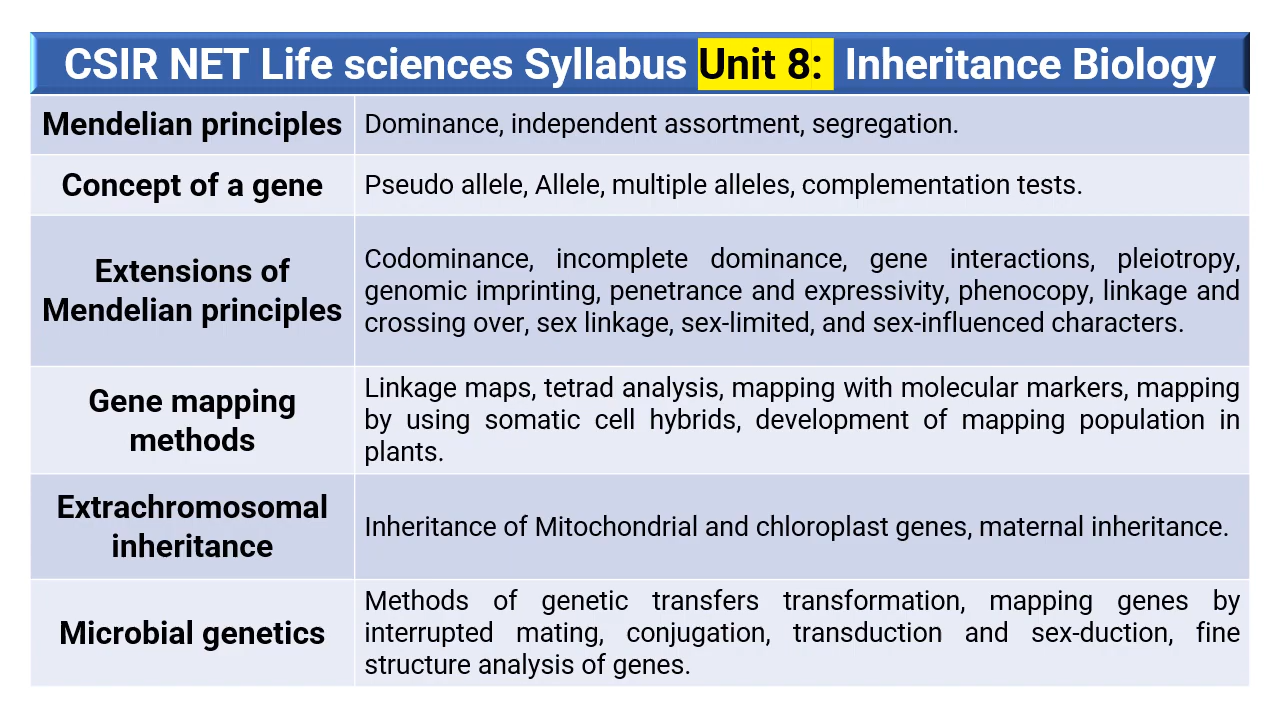 CSIR NET Life sciences Syllabus Unit 8: Inheritance Biology
Mendelian principles
Dominance, independent assortment, segregation.
Concept of a gene
Pseudo allele, Allele, multiple alleles, complementation tests.
Extensions of
Mendelian principles
Codominance, incomplete dominance, gene interactions, pleiotropy,
genomic imprinting, penetrance and expressivity, phenocopy, linkage and
crossing over, sex linkage, sex-limited, and sex-influenced characters.
Gene mapping
methods
Linkage maps, tetrad analysis, mapping with molecular markers, mapping
by using somatic cell hybrids, development of mapping population in
plants.
Extrachromosomal
inheritance
Inheritance of Mitochondrial and chloroplast genes, maternal inheritance.
Microbial genetics
Methods of genetic transfers transformation, mapping genes by
interrupted mating, conjugation, transduction and sex-duction, fine
structure analysis of genes.